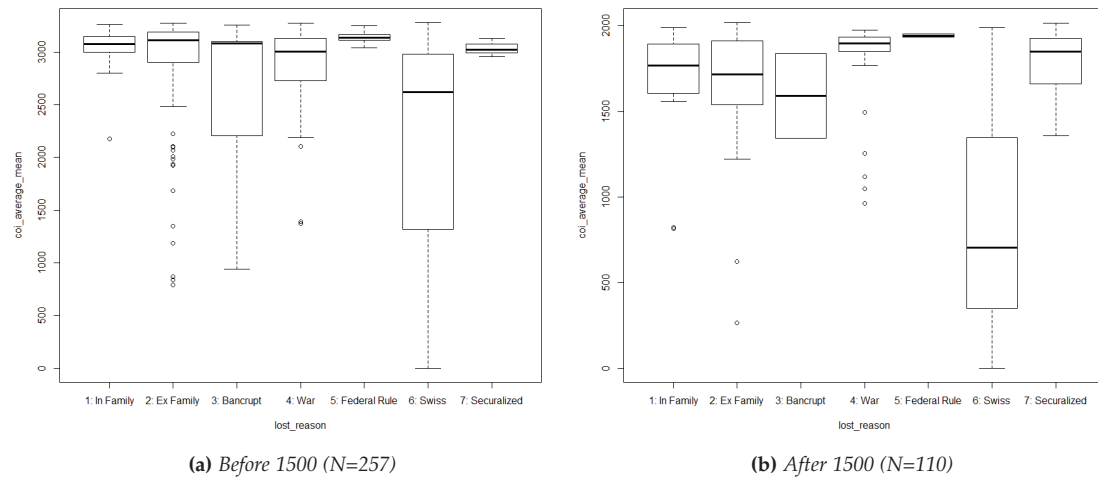 coi_average_mean
3000
2500
2000
1500
1000
500
0
1: In Family 2: Ex Family 3: Bancrupt 4: War 5: Federal Rule 6: Swiss 7: Securalized
lost_reason
(a) Before 1500 (N=257)
coi_average_mean
2000
1500
1000
500
0
1: In Family 2: Ex Family 3: Bancrupt 4: War 5: Federal Rule 6: Swiss 7: Securalized
lost_reason
(b) After 1500 (N=110)